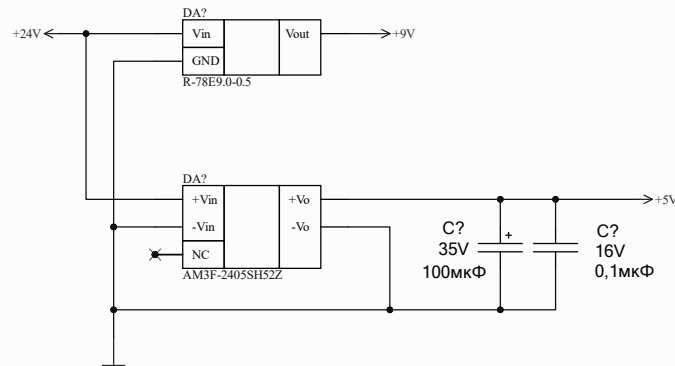 DA?
+24V
Vin
Vout
+9V
GND
R-78E9.0-0.5
DA?
+Vin
+Vo
+5V
-Vin
-Vo
NC
AM3F-2405SH52Z
C?
35V
100мкФ
+
C?
16V
0,1мкФ